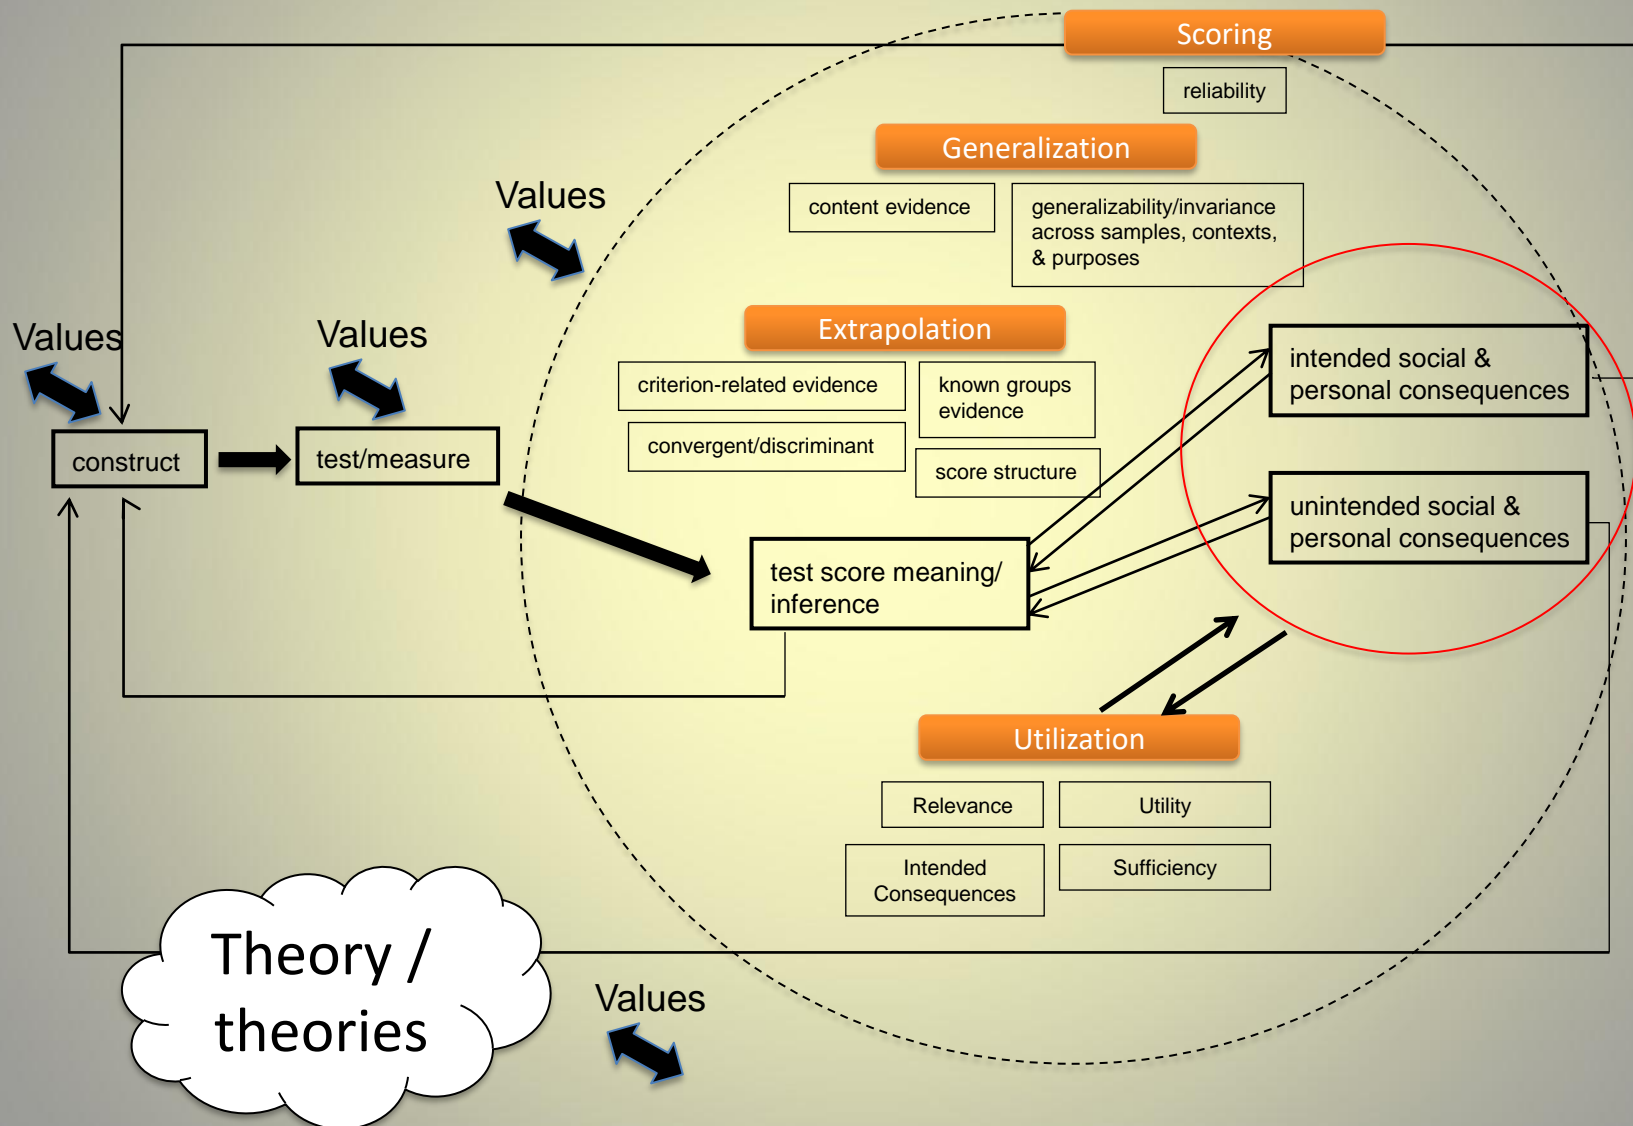 Scoring
reliability
Generalization
content evidence
generalizability/invariance
across samples, contexts,
& purposes
Values
Values
Values
Extrapolation
criterion-related evidence
known groups
evidence
convergent/discriminant
score structure
intended social &
personal consequences
construct
test/measure
unintended social &
personal consequences
test score meaning/
inference
Utilization
Relevance
Utility
Intended
Consequences
Sufficiency
Theory /
theories
Values